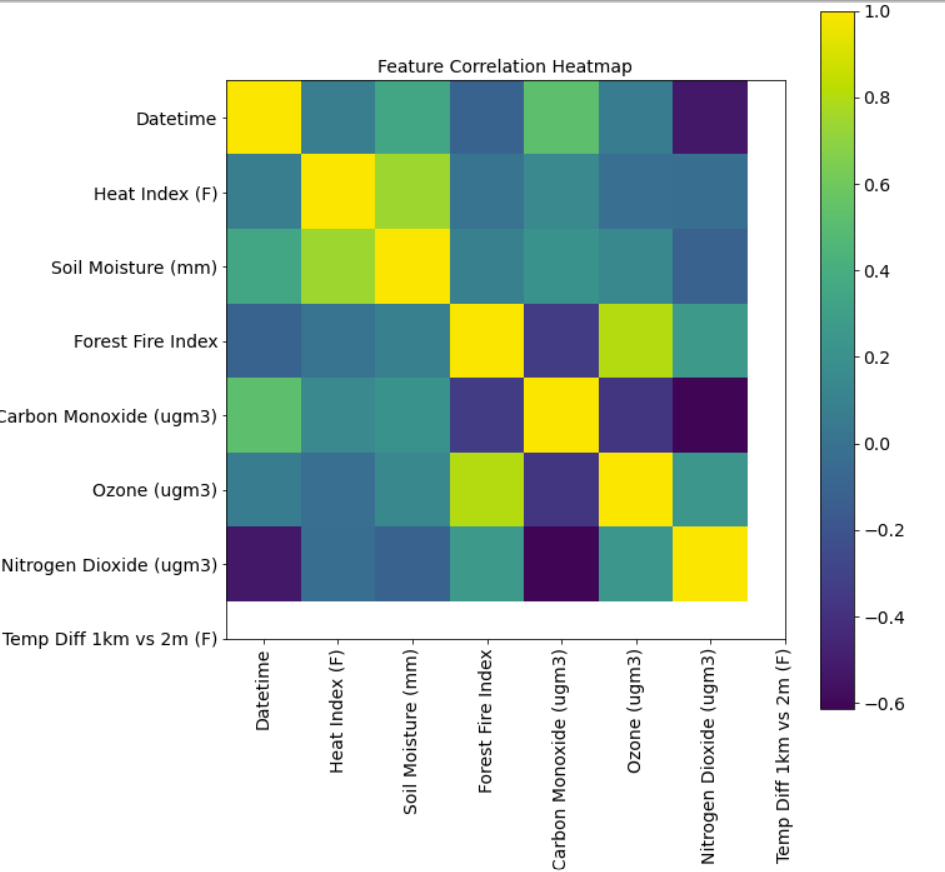 Feature Correlation Heatmap
Datetime
Heat Index (F)
Soil Moisture (mm)
Forest Fire Index
Carbon Monoxide (ugm3)
Ozone (ugm3)
Nitrogen Dioxide (ugm3)
Temp Diff 1km vs 2m (F)
Datetime
Heat Index (F)
Soil Moisture (mm)
Forest Fire Index
Carbon Monoxide (ugm3)
Ozone (ugm3)
Nitrogen Dioxide (ugm3)
Temp Diff 1km vs 2m (F)
1.0
0.8
0.6
0.4
0.2
0.0
−0.2
−0.4
−0.6